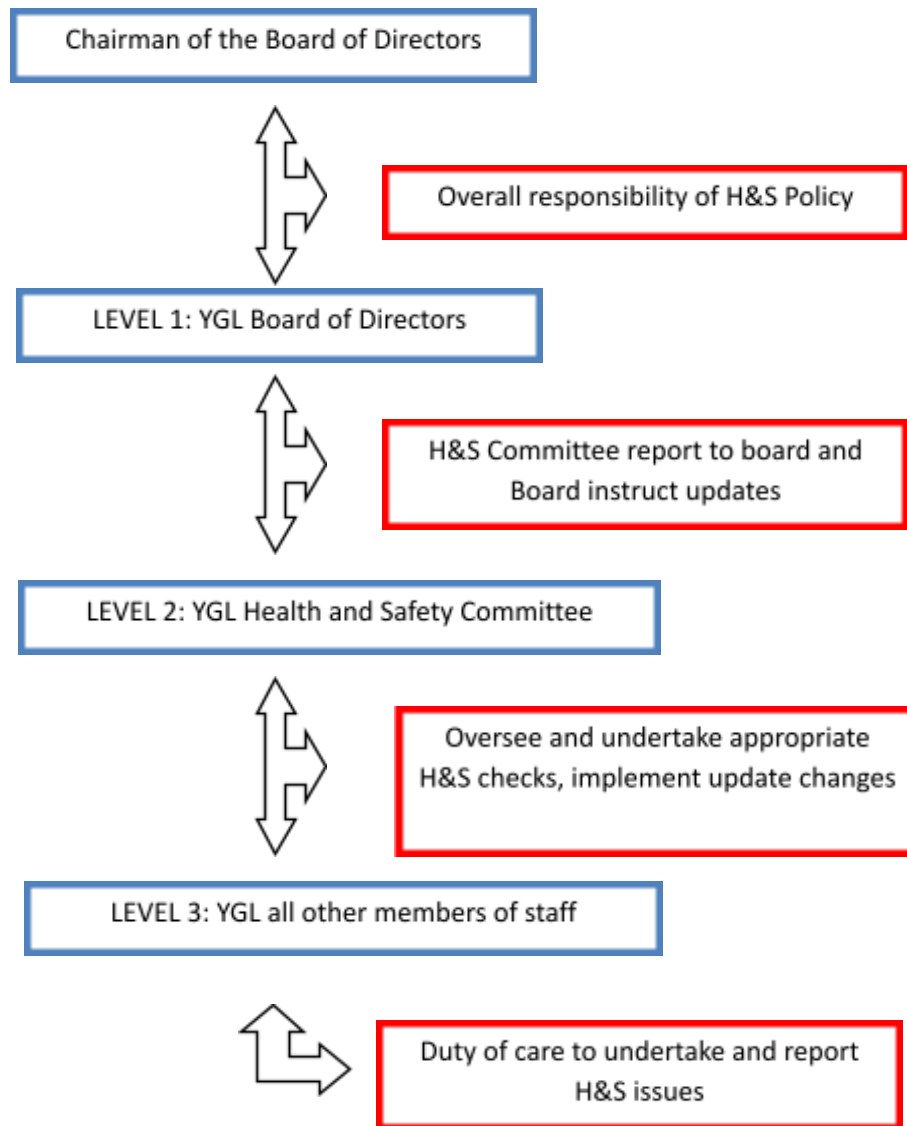 Chairman of the Board of Directors
Overall responsibility of H&S Policy
LEVEL 1: YGL Board of Directors
H&S Committee report to board and
Board instruct updates
LEVEL 2: YGL Health and Safety Committee
Oversee and undertake appropriate
H&S checks, implement update changes
LEVEL 3: YGL all other members of staff
Duty of care to undertake and report
H&S issues